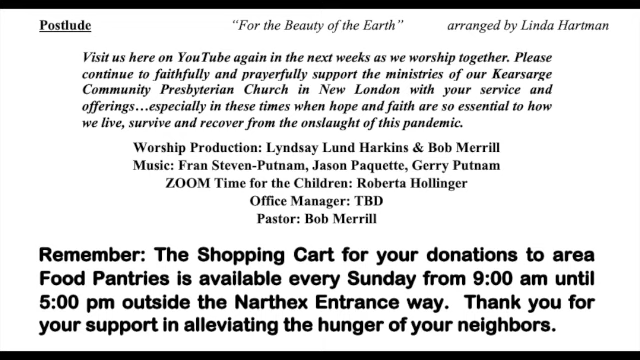 Postlude “For the Beauty of the Earth” arranged by Linda Hartman
Visit us here on YouTube again in the next weeks as we worship together. Please
continue to faithfully and prayerfully support the ministries of our Kearsarge
Community Presbyterian Church in New London with your service and
offerings…especially in these times when hope and faith are so essential to how
we live, survive and recover from the onslaught of this pandemic.
Worship Production: Lyndsay Lund Harkins & Bob Merrill
Music: Fran Steven-Putnam, Jason Paquette, Gerry Putnam
ZOOM Time for the Children: Roberta Hollinger
Office Manager: TBD
Pastor: Bob Merrill
Remember: The Shopping Cart for your donations to area
Food Pantries is available every Sunday from 9:00 am until
5:00 pm outside the Narthex Entrance way. Thank you for
your support in alleviating the hunger of your neighbors.